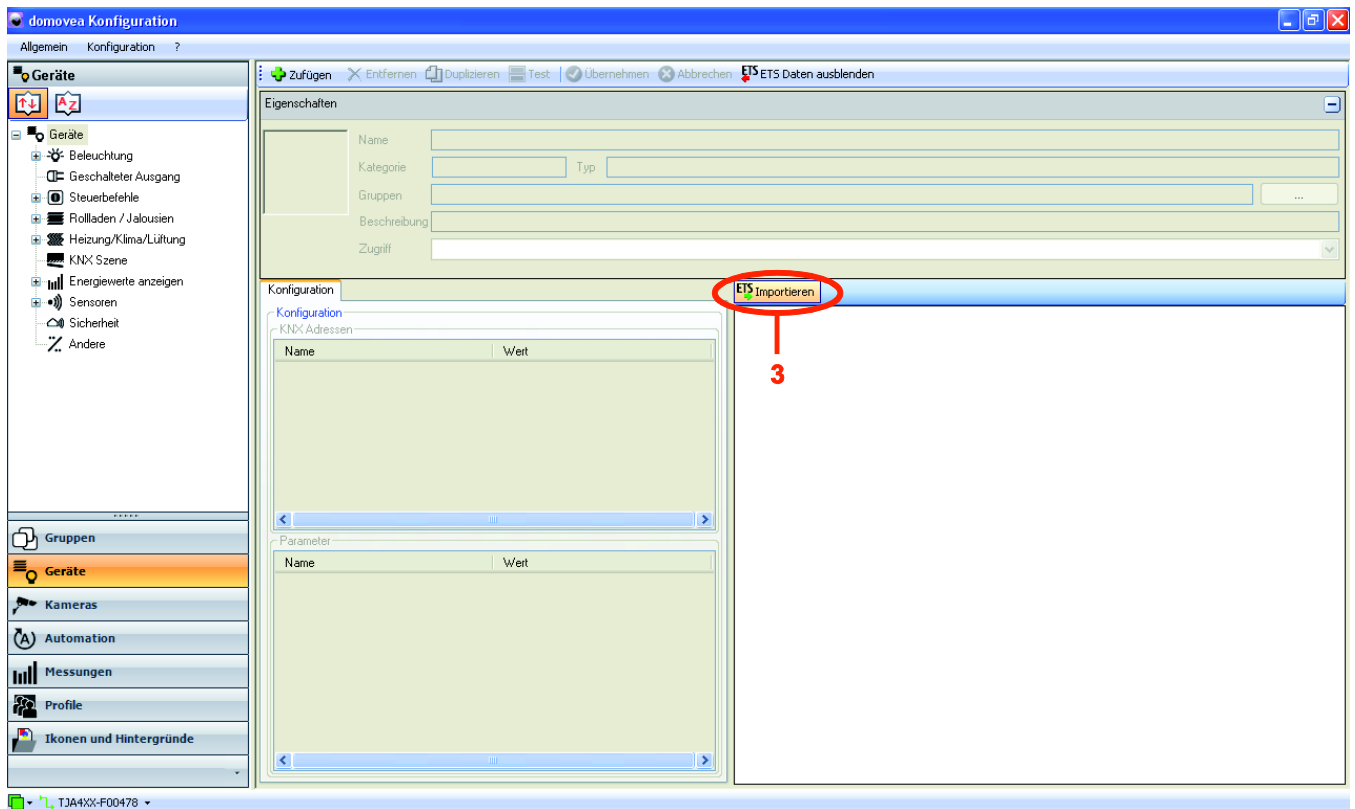 domovea Konfiguration
Allgemein Konfiguration ?
Geräte
Zufügen Entfernen Duplizieren Test Übernehmen Abbrechen ETS ETS Daten ausblenden
A Z
Eigenschaften
Geräte
Beleuchtung
Geschalteter Ausgang
Steuerbefehle
Rollladen / Jalousien
Heizung/Klima/Lüftung
KNX Szene
Energiewerte anzeigen
Sensoren
Sicherheit
Andere
Name
Kategorie Typ
Gruppen ...
Beschreibung
Zugriff
Konfiguration
ETS Importieren
3
Konfiguration
KNX Adressen
Name Wert
Parameter
Name Wert
Gruppen
Geräte
Kameras
Automation
Messungen
Profile
Ikonen und Hintergründe
TJA4XX-F00478